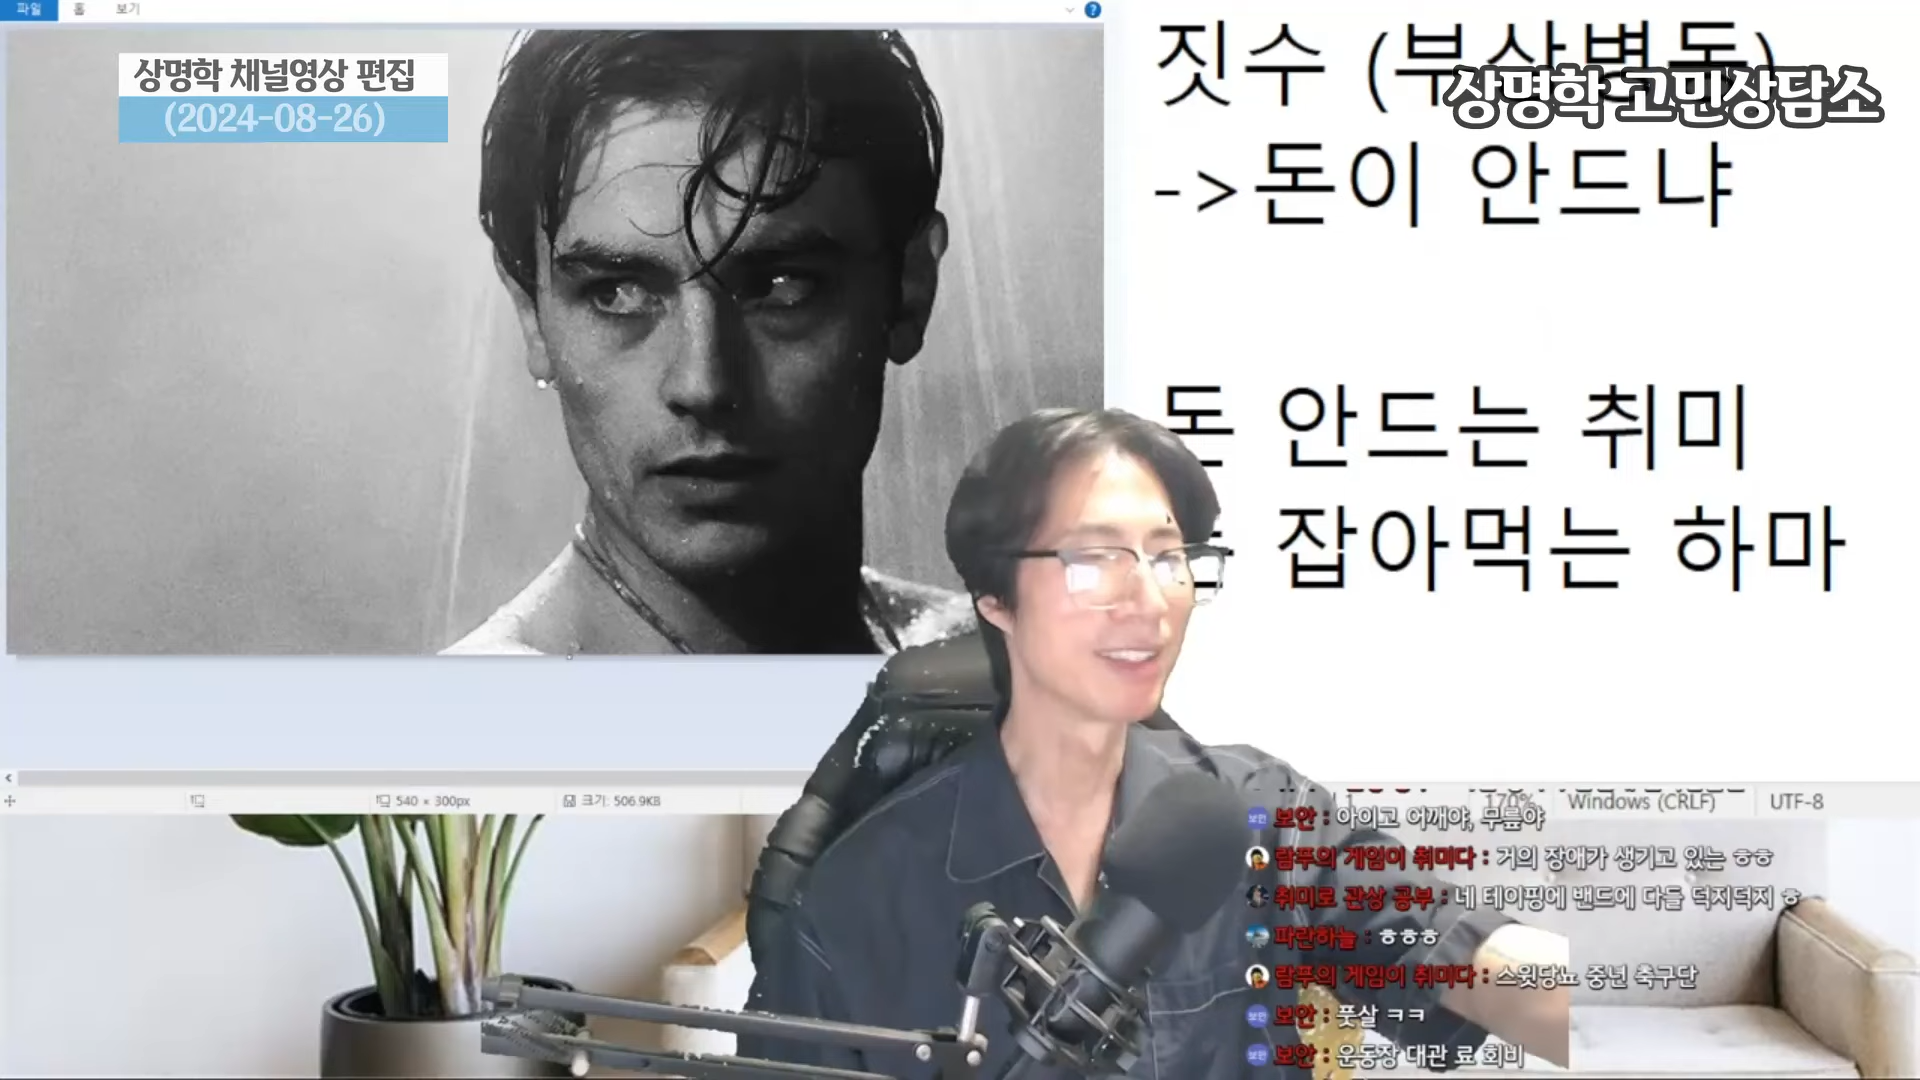 파일 홈 보기
상명학 채널영상 편집
(2024-08-26)
짓수 (부상병동)
상명학 고민상담소
->돈이 안드냐
돈 안드는 취미
잡아먹는 하마
540 × 300px
크기: 506.9KB
170%
Windows (CRLF)
UTF-8
보안 : 아이고 어깨야, 무릎야
람푸의 게임이 취미다 : 거의 장애가 생기고 있는 ㅎㅎ
취미로 관상 공부 : 네 테이핑에 밴드에 다들 덕지덕지 ㅎ
파란하늘 : ㅎㅎㅎ
람푸의 게임이 취미다 : 스윗당뇨 중년 축구단
보안 : 풋살 ㅋㅋ
보안 : 운동장 대관 료 회비